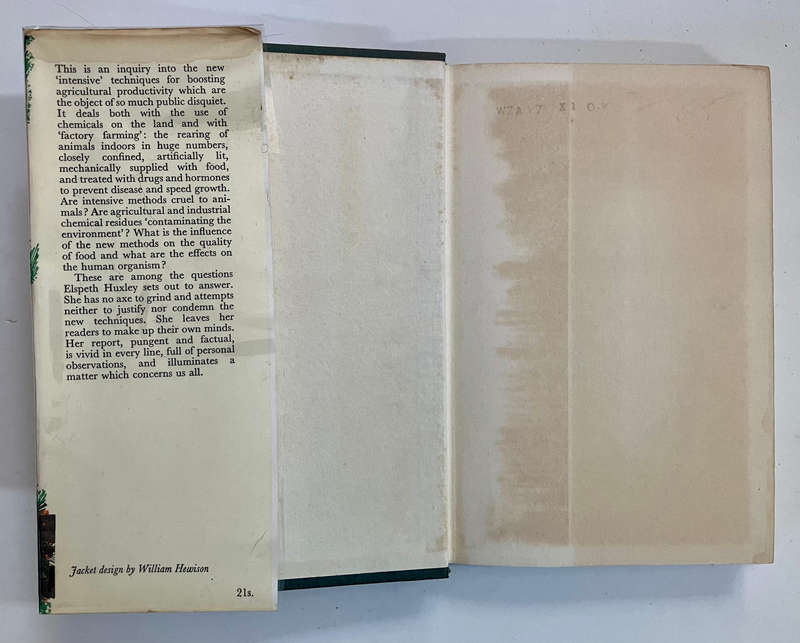 This is an inquiry into the new
'intensive' techniques for boosting
agricultural productivity which are
the object of so much public disquiet.
It deals both with the use of
chemicals on the land and with
'factory farming': the rearing of
animals indoors in huge numbers,
closely confined, artificially lit,
mechanically supplied with food,
and treated with drugs and hormones
to prevent disease and speed growth.
Are intensive methods cruel to ani-
mals? Are agricultural and industrial
chemical residues 'contaminating the
environment'? What is the influence
of the new methods on the quality
of food and what are the effects on
the human organism?
These are among the questions
Elspeth Huxley sets out to answer.
She has no axe to grind and attempts
neither to justify nor condemn the
new techniques. She leaves her
readers to make up their own minds.
Her report, pungent and factual,
is vivid in every line, full of personal
observations, and illuminates a
matter which concerns us all.
Jacket design by William Hewison
21s.